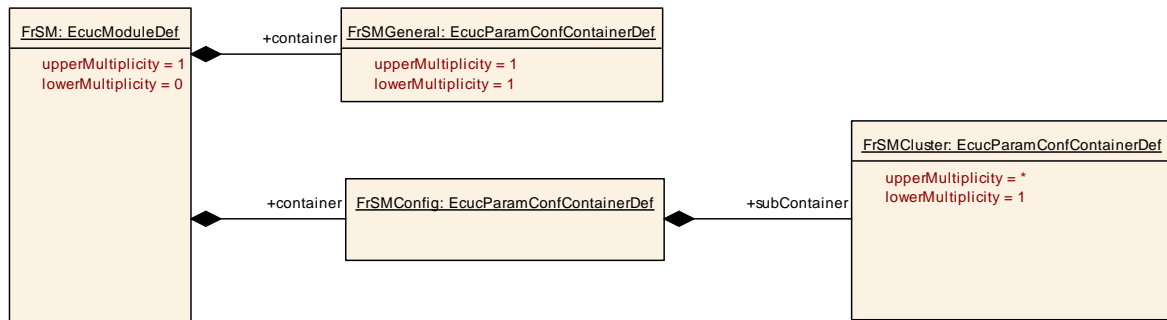 FrSM: EcucModuleDef
upperMultiplicity = 1
lowerMultiplicity = 0
+container
FrSMGeneral: EcucParamConfContainerDef
upperMultiplicity = 1
lowerMultiplicity = 1
+container
FrSMConfig: EcucParamConfContainerDef
+subContainer
FrSMCluster: EcucParamConfContainerDef
upperMultiplicity = *
lowerMultiplicity = 1